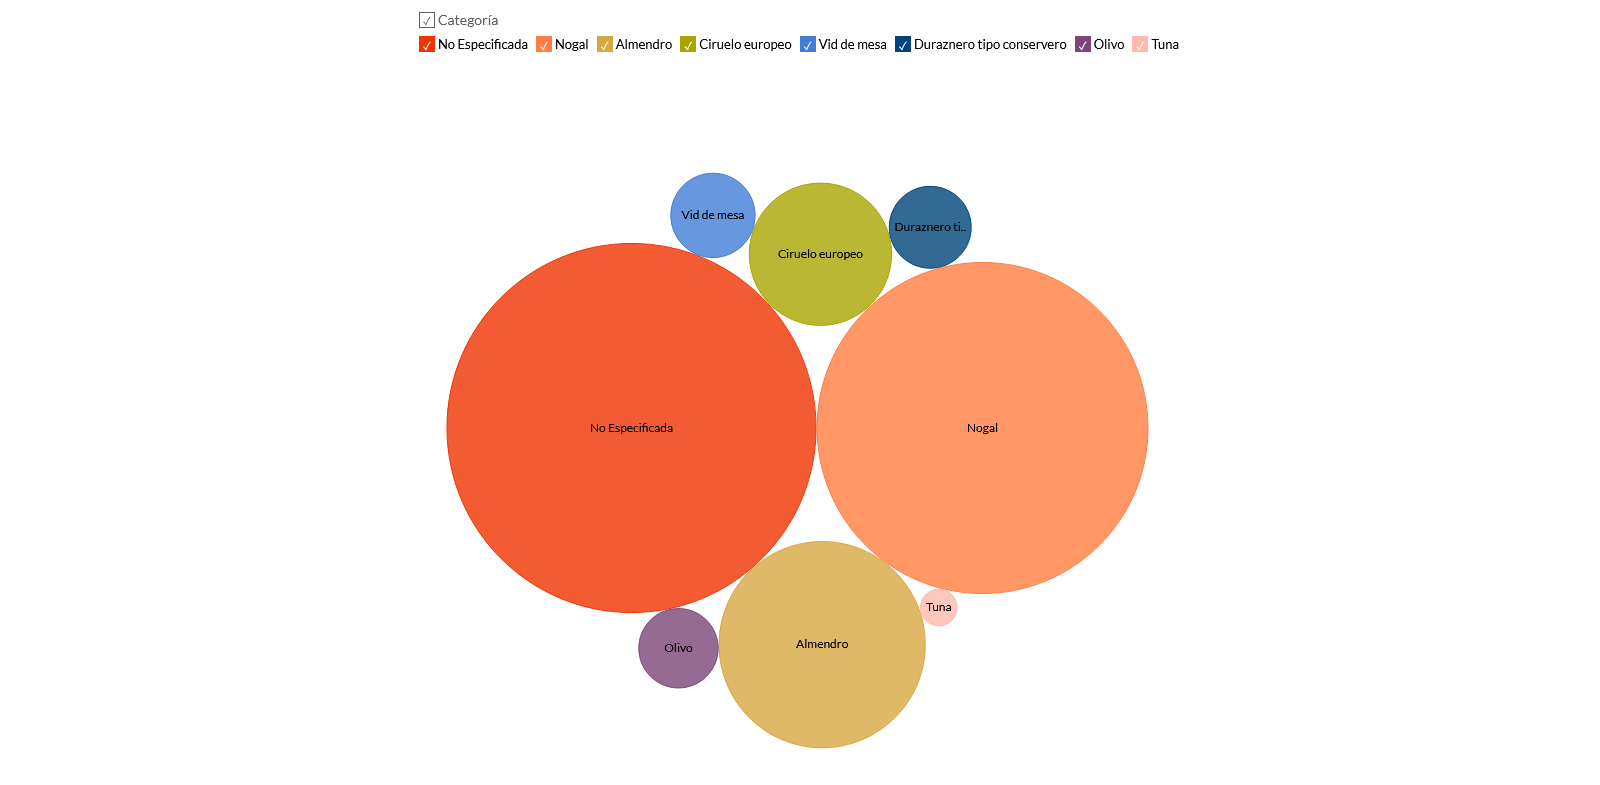 Categoría
No Especificada Nogal Almendro Ciruelo europeo Vid de mesa Duraznero tipo conservero Olivo Tuna
Vid de mesa
Ciruelo europeo
Duraznero ti..
No Especificada
Nogal
Tuna
Olivo
Almendro